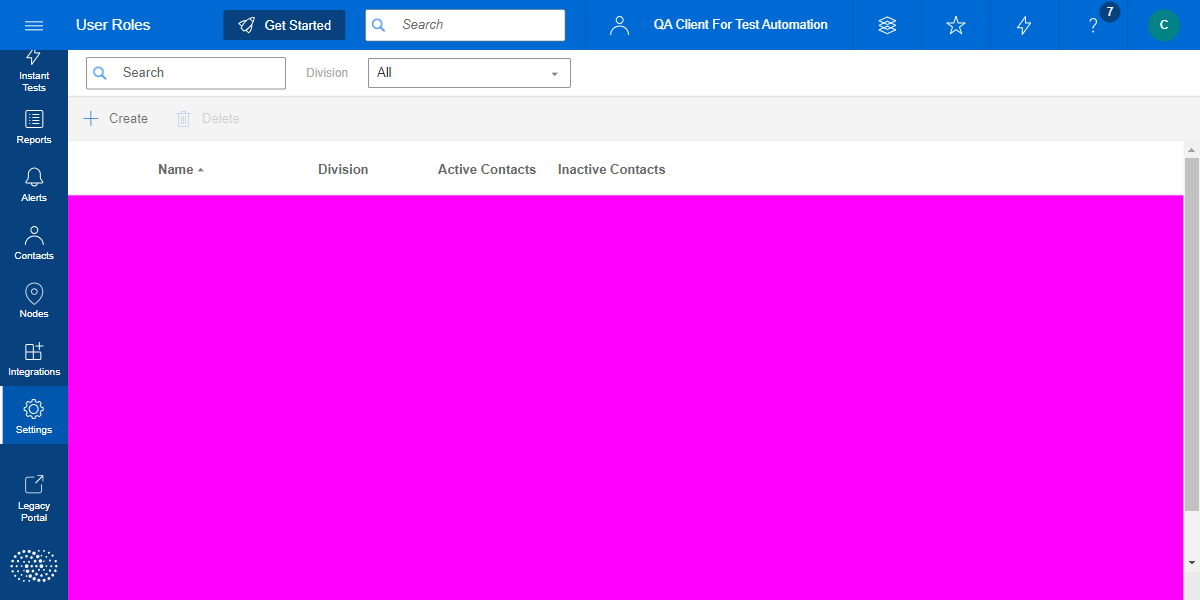 User Roles
Get Started
Search
QA Client For Test Automation
7
?
C
Instant
Tests
Reports
Alerts
Contacts
Nodes
Integrations
Settings
Legacy
Portal
Search
Division
All
Create
Delete
Name
Division
Active Contacts
Inactive Contacts